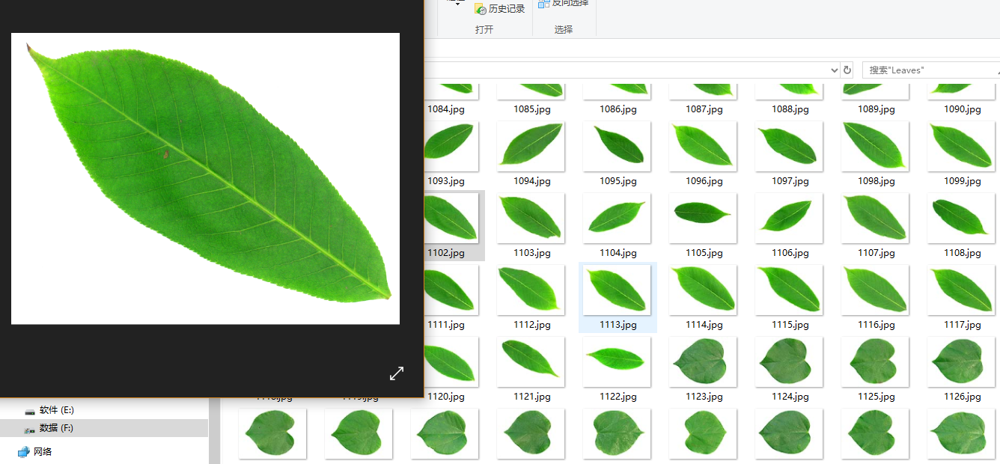 历史记录
反向选择
打开
选择
搜索"Leaves"
1084.jpg
1085.jpg
1086.jpg
1087.jpg
1088.jpg
1089.jpg
1090.jpg
1093.jpg
1094.jpg
1095.jpg
1096.jpg
1097.jpg
1098.jpg
1099.jpg
1102.jpg
1103.jpg
1104.jpg
1105.jpg
1106.jpg
1107.jpg
1108.jpg
1111.jpg
1112.jpg
1113.jpg
1114.jpg
1115.jpg
1116.jpg
1117.jpg
1118.jpg
1119.jpg
1120.jpg
1121.jpg
1122.jpg
1123.jpg
1124.jpg
1125.jpg
1126.jpg
软件 (E:)
数据 (F:)
网络